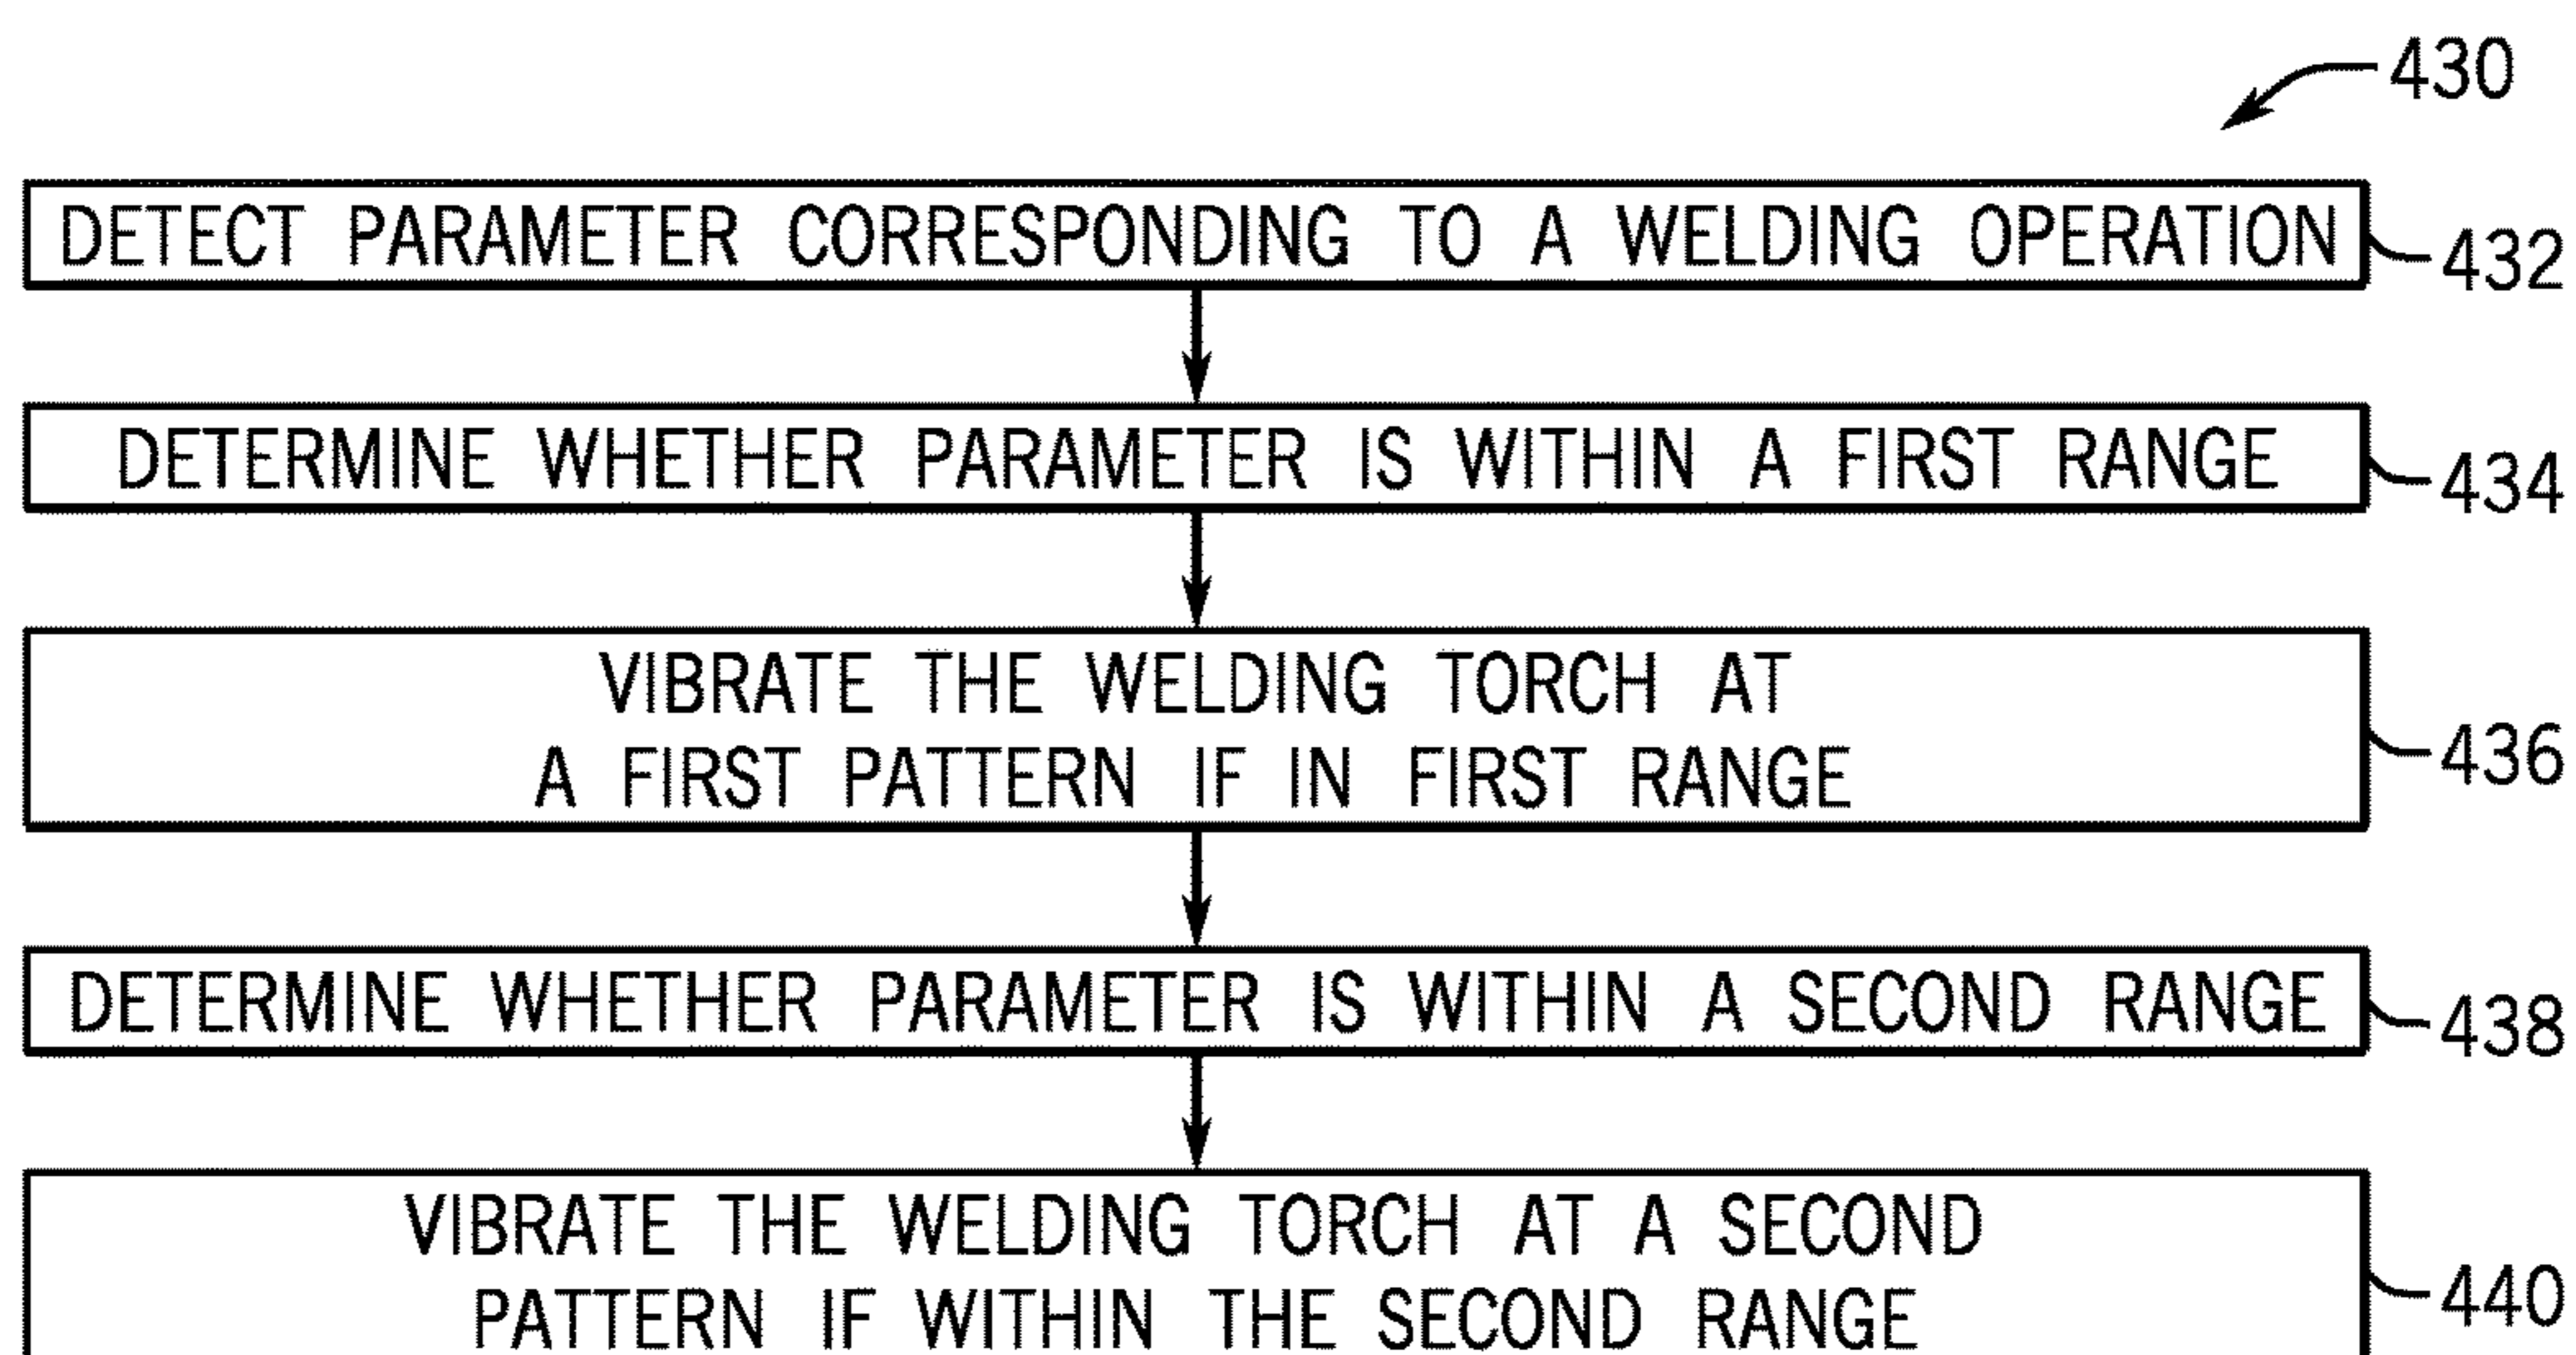 430
DETECT PARAMETER CORRESPONDING TO A WELDING OPERATION
432
DETERMINE WHETHER PARAMETER IS WITHIN A FIRST RANGE
434
VIBRATE THE WELDING TORCH AT
A FIRST PATTERN IF IN FIRST RANGE
436
DETERMINE WHETHER PARAMETER IS WITHIN A SECOND RANGE
438
VIBRATE THE WELDING TORCH AT A SECOND
PATTERN IF WITHIN THE SECOND RANGE
440